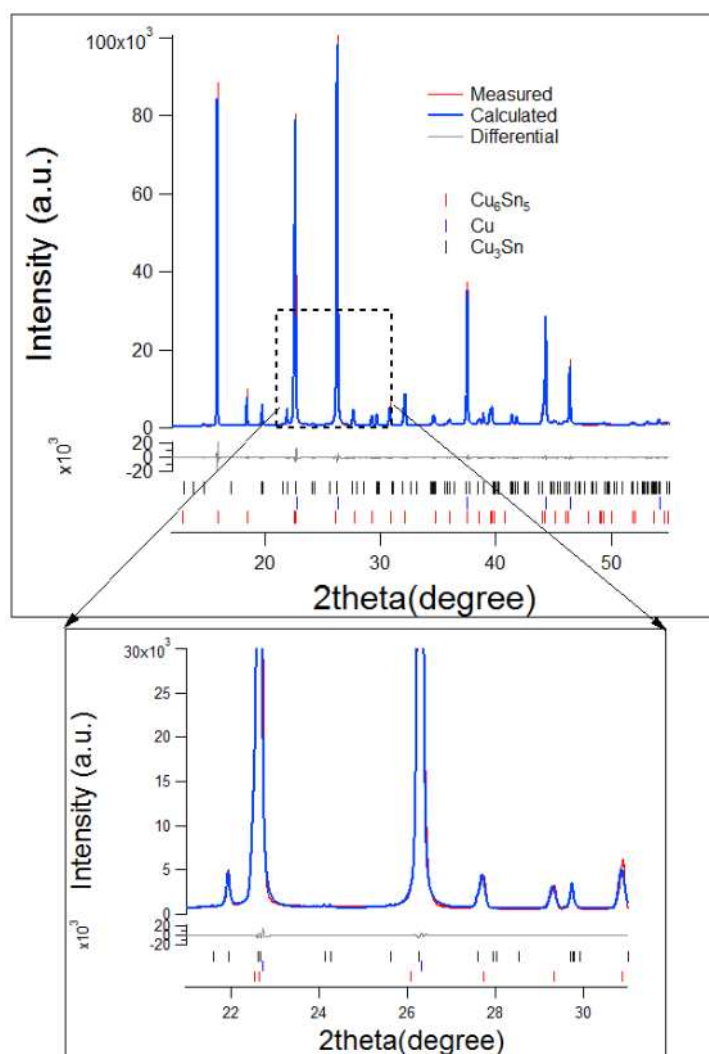 100x10³
80
60
40
20
0
Intensity (a.u.)
Measured
Calculated
Differential
Cu₆Sn₅
Cu
Cu₃Sn
20
0
-20
x10³
20
30
40
50
2theta(degree)
30x10³
25
20
15
10
5
0
Intensity (a.u.)
20
0
-20
x10³
22
24
26
28
30
2theta(degree)